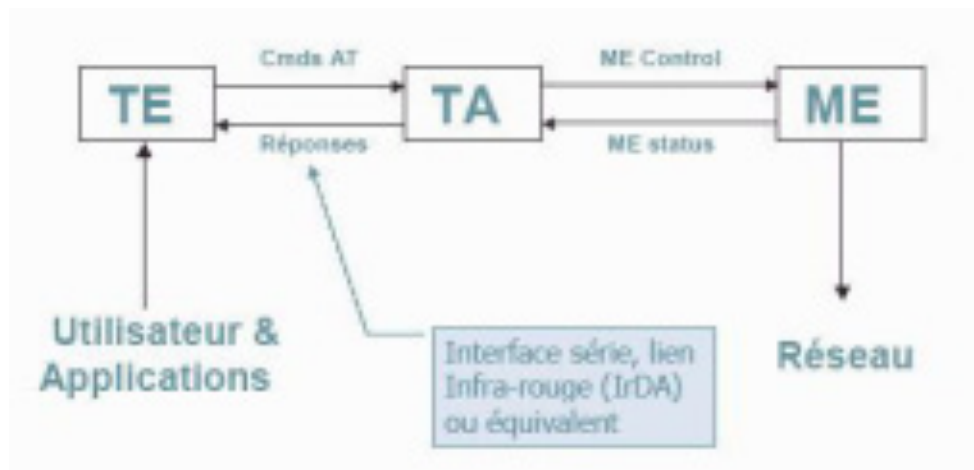 Cmds AT
ME Control
TE
TA
ME
Réponses
ME status
Utilisateur &
Applications
Interface série, lien
Infra-rouge (IrDA)
ou équivalent
Réseau